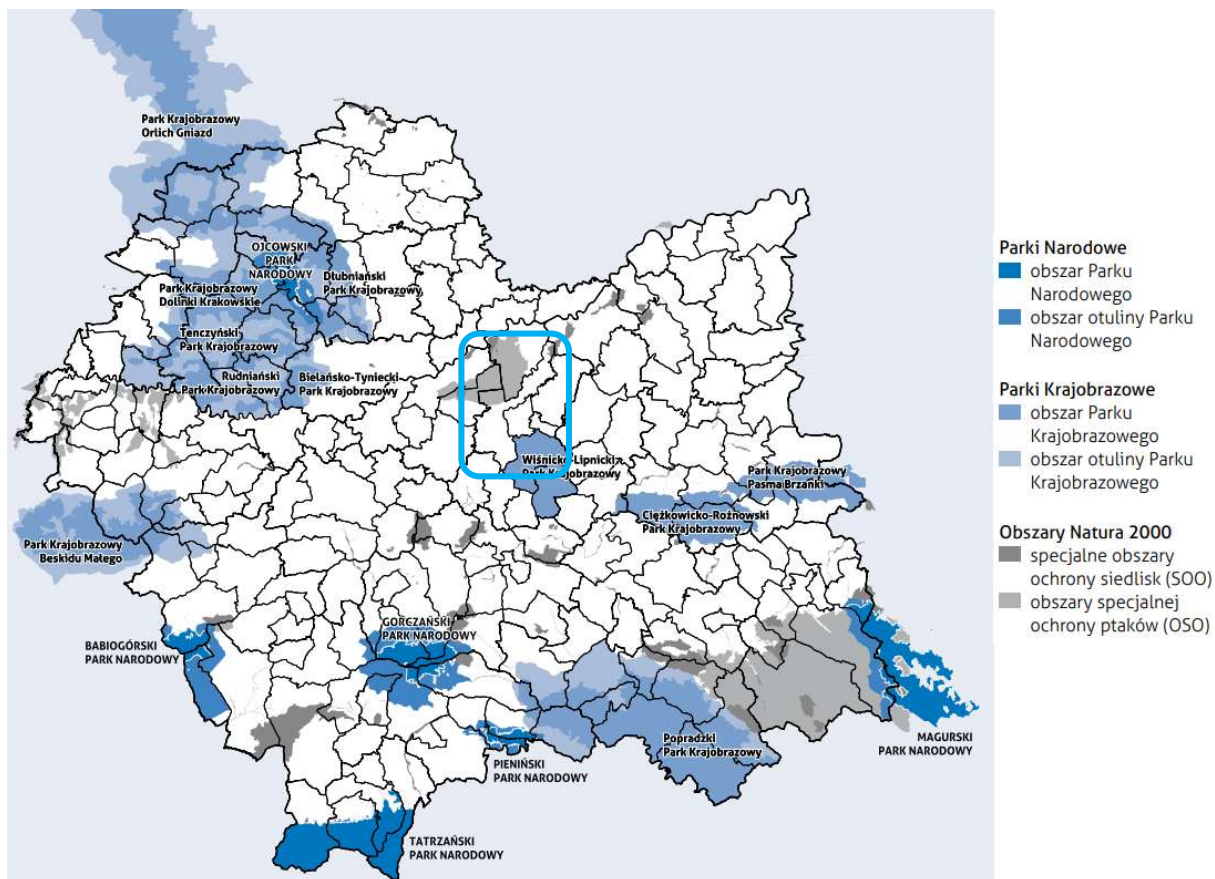 Park Krajobrazowy
Orlich Gniazd
OJCOWSKI
PARK
NARODOWY
Dłubniański
Park Krajobrazowy
Park Krajobrazowy
Dolinki Krakowskie
Tenczyński
Park Krajobrazowy
Rudniański
Park Krajobrazowy
Bielańsko-Tyniecki
Park Krajobrazowy
Wiśnicko-Lipnicki
Park Krajobrazowy
Park Krajobrazowy
Pasma Brzanki
Ciężkowicko-Rożnowski
Park Krajobrazowy
Park Krajobrazowy
Beskidu Małego
BABIOGÓRSKI
PARK NARODOWY
GORCZAŃSKI
PARK NARODOWY
PIENIŃSKI
PARK NARODOWY
Popradzki
Park Krajobrazowy
MAGURSKI
PARK NARODOWY
TATRZAŃSKI
PARK NARODOWY
Parki Narodowe
obszar Parku
Narodowego
obszar otuliny Parku
Narodowego
Parki Krajobrazowe
obszar Parku
Krajobrazowego
obszar otuliny Parku
Krajobrazowego
Obszary Natura 2000
specjalne obszary
ochrony siedlisk (SOO)
obszary specjalnej
ochrony ptaków (OSO)